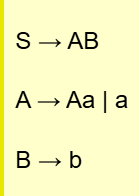 S → AB
A → Aa | a
B → b